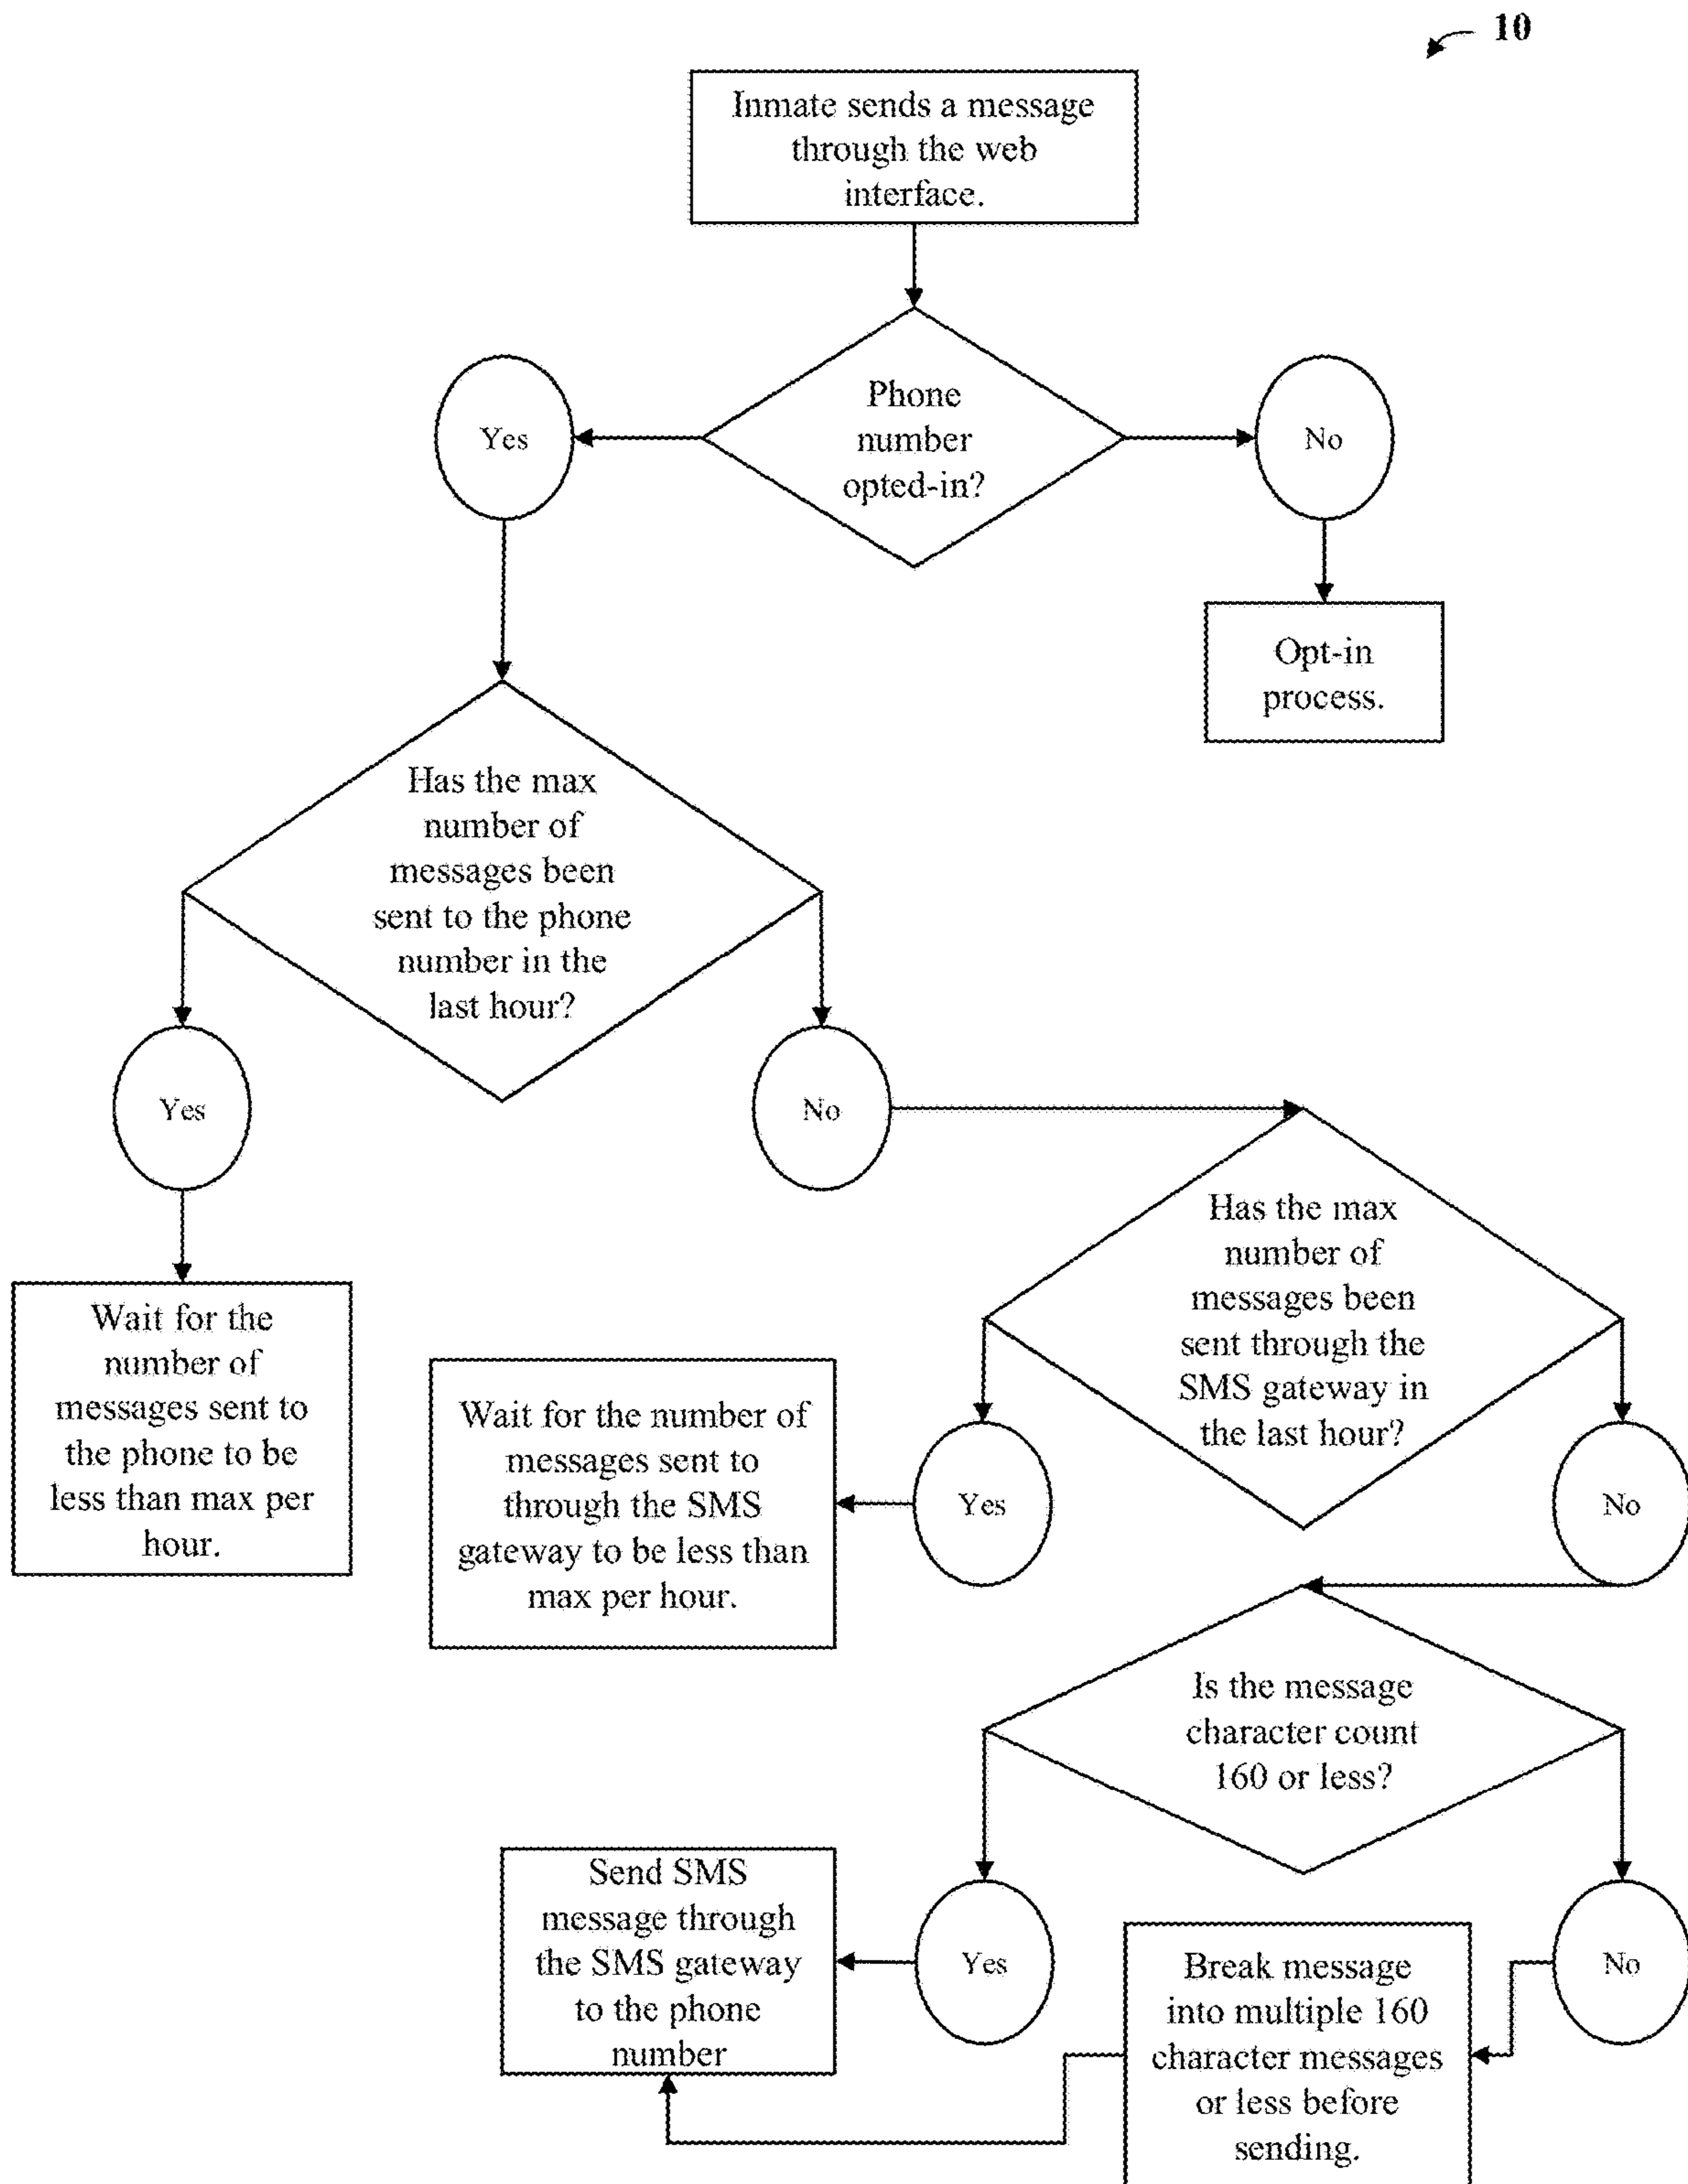 10
Inmate sends a message
through the web
interface.
Phone
number
opted-in?
Yes
No
Opt-in
process.
Has the max
number of
messages been
sent to the phone
number in the
last hour?
Yes
No
Has the max
number of
messages been
sent through the
SMS gateway in
the last hour?
Wait for the
number of
messages sent to
the phone to be
less than max per
hour.
Wait for the number of
messages sent to
through the SMS
gateway to be less than
max per hour.
Yes
No
Is the message
character count
160 or less?
Send SMS
message through
the SMS gateway
to the phone
number
Yes
No
Break message
into multiple 160
character messages
or less before
sending.